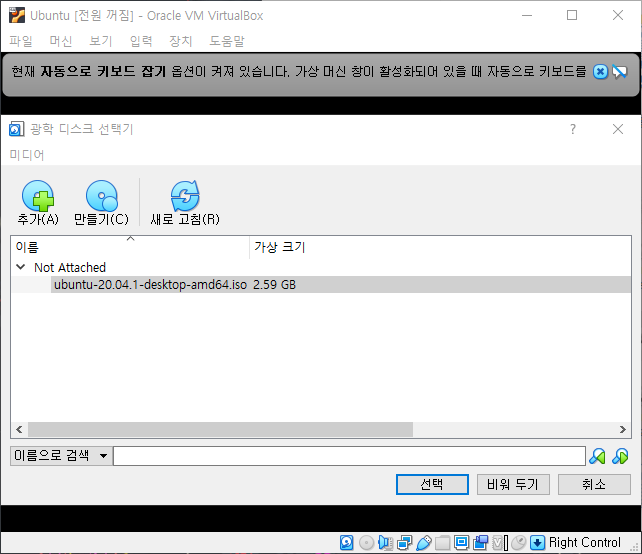 Ubuntu [전원 꺼짐] - Oracle VM VirtualBox
파일 머신 보기 입력 장치 도움말
현재 자동으로 키보드 잡기 옵션이 켜져 있습니다. 가상 머신 창이 활성화되어 있을 때 자동으로 키보드를
광학 디스크 선택기
?
미디어
추가(A) 만들기(C) 새로 고침(R)
이름 가상 크기
Not Attached
ubuntu-20.04.1-desktop-amd64.iso 2.59 GB
이름으로 검색
선택 비워 두기 취소
Right Control